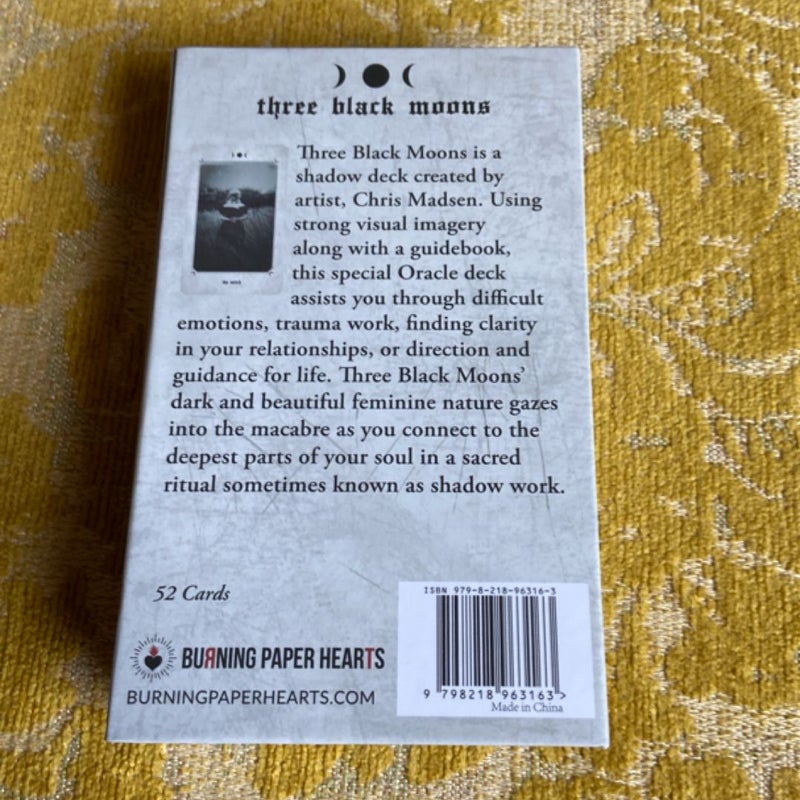 three black moons
Three Black Moons is a
shadow deck created by
artist, Chris Madsen. Using
strong visual imagery
along with a guidebook,
this special Oracle deck
assists you through difficult
emotions, trauma work, finding clarity
in your relationships, or direction and
guidance for life. Three Black Moons'
dark and beautiful feminine nature gazes
into the macabre as you connect to the
deepest parts of your soul in a sacred
ritual sometimes known as shadow work.
52 Cards
BUЯNING PAPER HEARTS
BURNINGPAPERHEARTS.COM
ISBN 979-8-218-96316-3
9 798218 963163 >
Made in China